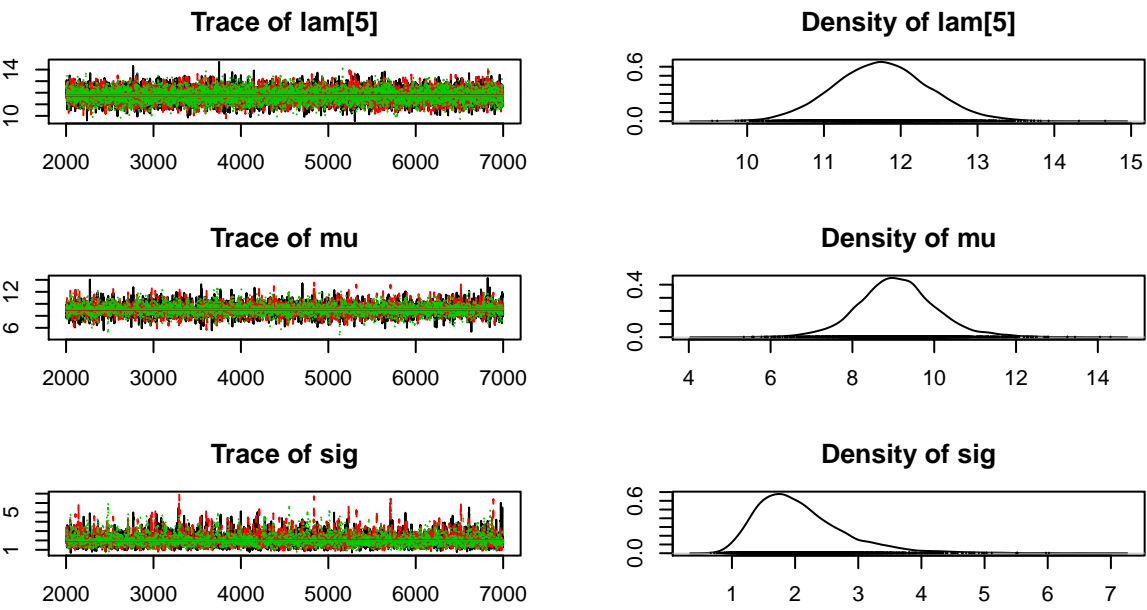 Trace of lam[5]
Density of lam[5]
10 14
2000 3000 4000 5000 6000 7000
0.0 0.6
10 11 12 13 14 15
Trace of mu
Density of mu
6 12
2000 3000 4000 5000 6000 7000
0.0 0.4
4 6 8 10 12 14
Trace of sig
Density of sig
1 5
2000 3000 4000 5000 6000 7000
0.0 0.6
1 2 3 4 5 6 7